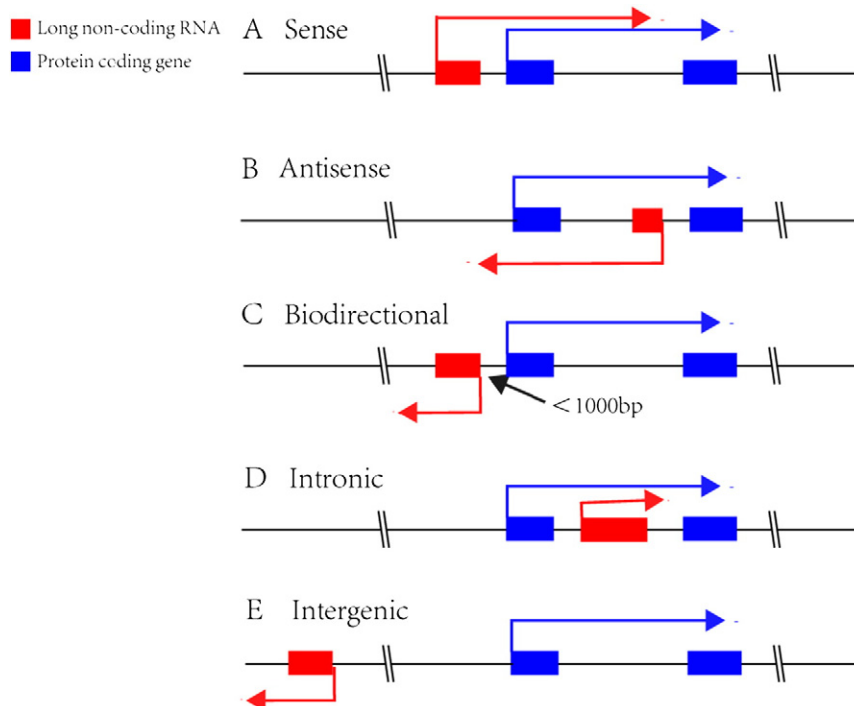 Long non-coding RNA
Protein coding gene
A Sense
B Antisense
C Biodirectional
<1000bp
D Intronic
E Intergenic